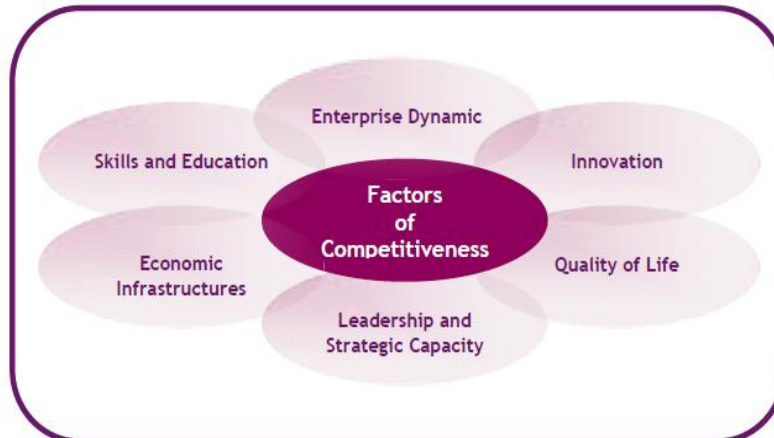 Enterprise Dynamic
Skills and Education
Innovation
Factors
of
Competitiveness
Economic
Infrastructures
Quality of Life
Leadership and
Strategic Capacity